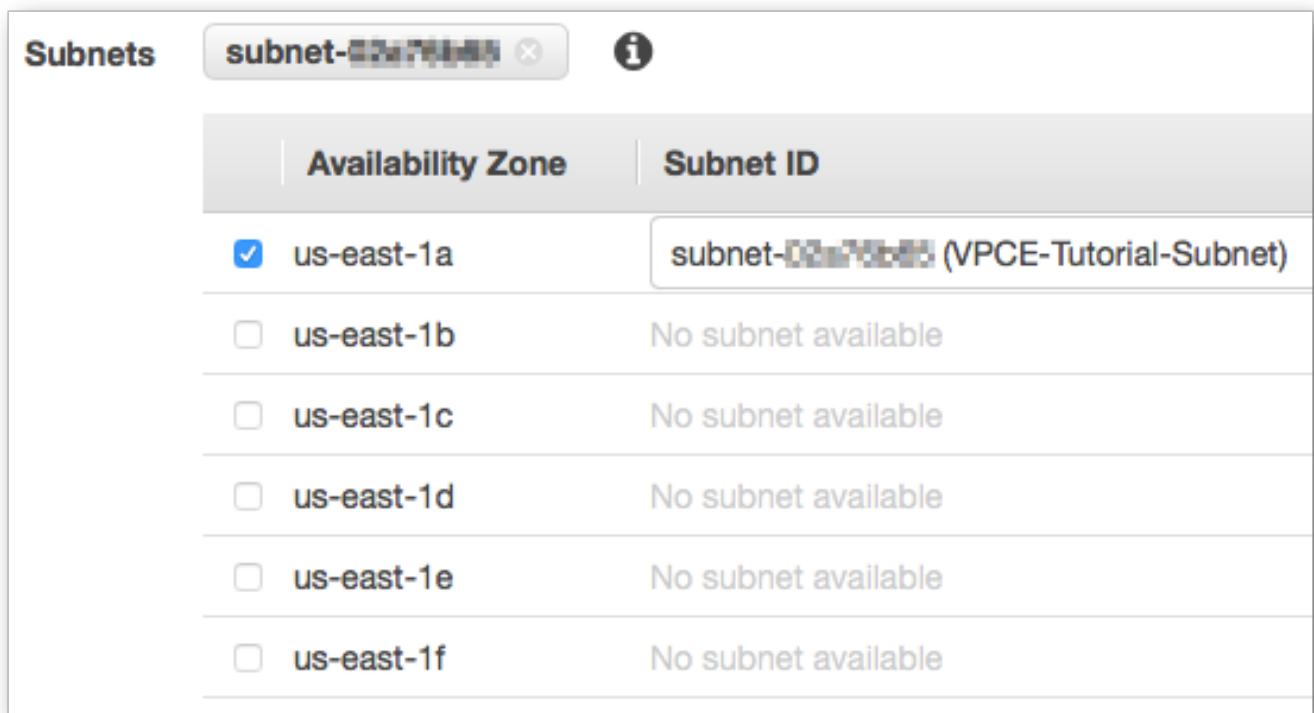 Subnets subnet-
Availability Zone Subnet ID
us-east-1a subnet- (VPCE-Tutorial-Subnet)
us-east-1b No subnet available
us-east-1c No subnet available
us-east-1d No subnet available
us-east-1e No subnet available
us-east-1f No subnet available